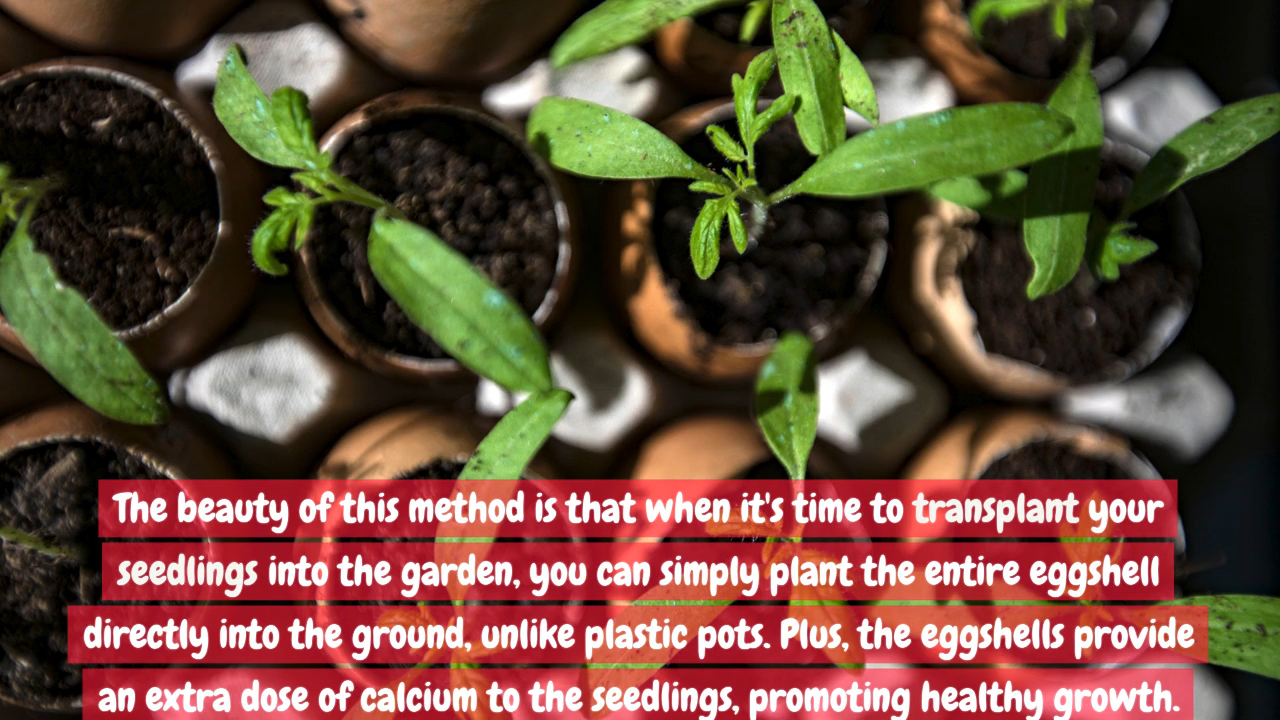 The beauty of this method is that when it's time to transplant your
seedlings into the garden, you can simply plant the entire eggshell
directly into the ground, unlike plastic pots. Plus, the eggshells provide
an extra dose of calcium to the seedlings, promoting healthy growth.